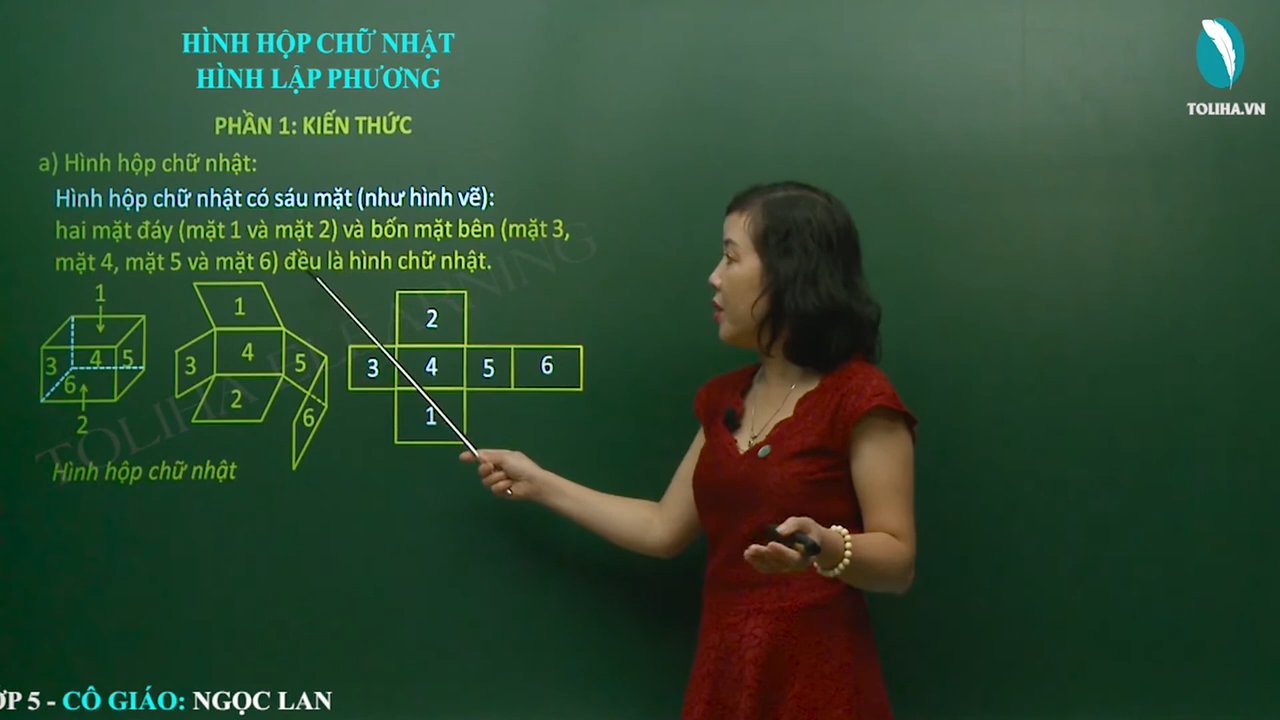 HÌNH HỘP CHỮ NHẬT
HÌNH LẬP PHƯƠNG
TOLIHA.VN
PHẦN 1: KIẾN THỨC
a) Hình hộp chữ nhật:
Hình hộp chữ nhật có sáu mặt (như hình vẽ):
hai mặt đáy (mặt 1 và mặt 2) và bốn mặt bên (mặt 3,
mặt 4, mặt 5 và mặt 6) đều là hình chữ nhật.
1
3 4 5
6
2
1
3 4 5
2
6
2
3 4 5 6
1
TOLIHA E-LEARNING
Hình hộp chữ nhật
ỚP 5 - CÔ GIÁO: NGỌC LAN